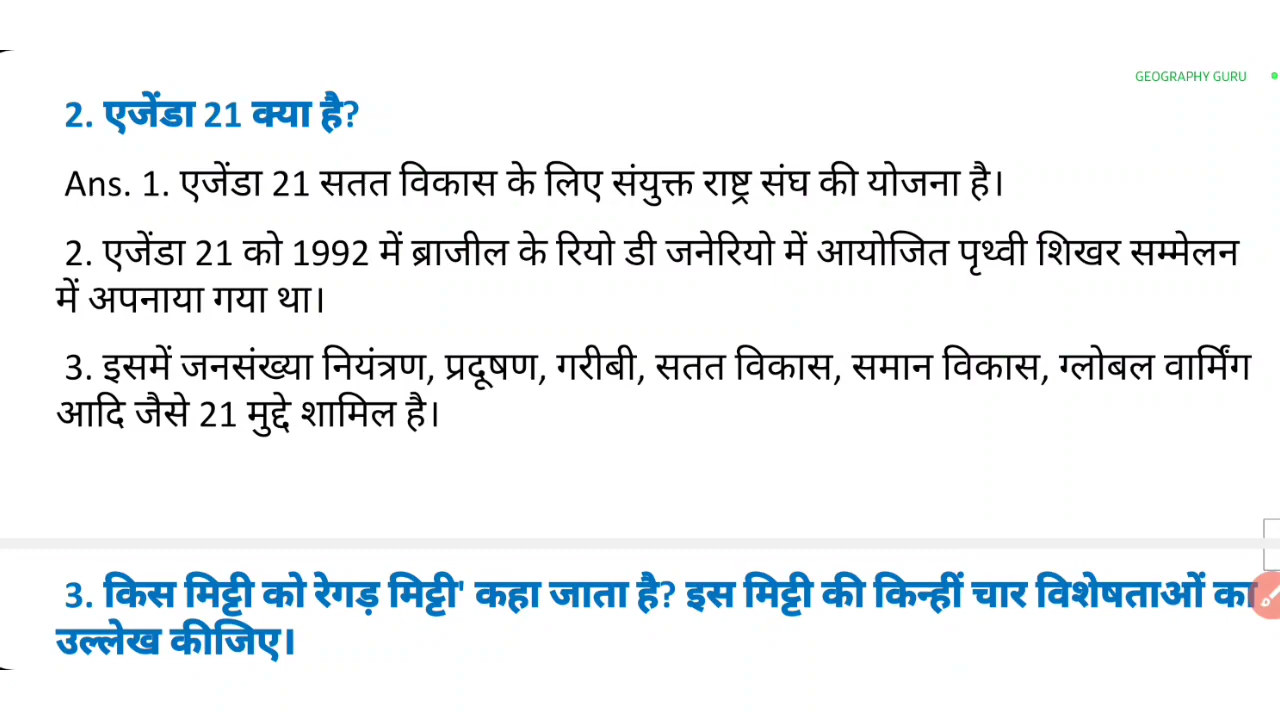 GEOGRAPHY GURU
2. एजेंडा 21 क्या है?
Ans. 1. एजेंडा 21 सतत विकास के लिए संयुक्त राष्ट्र संघ की योजना है।
2. एजेंडा 21 को 1992 में ब्राजील के रियो डी जनेरियो में आयोजित पृथ्वी शिखर सम्मेलन
में अपनाया गया था।
3. इसमें जनसंख्या नियंत्रण, प्रदूषण, गरीबी, सतत विकास, समान विकास, ग्लोबल वार्मिंग
आदि जैसे 21 मुद्दे शामिल है।
3. किस मिट्टी को रेगड़ मिट्टी' कहा जाता है? इस मिट्टी की किन्हीं चार विशेषताओं का
उल्लेख कीजिए।